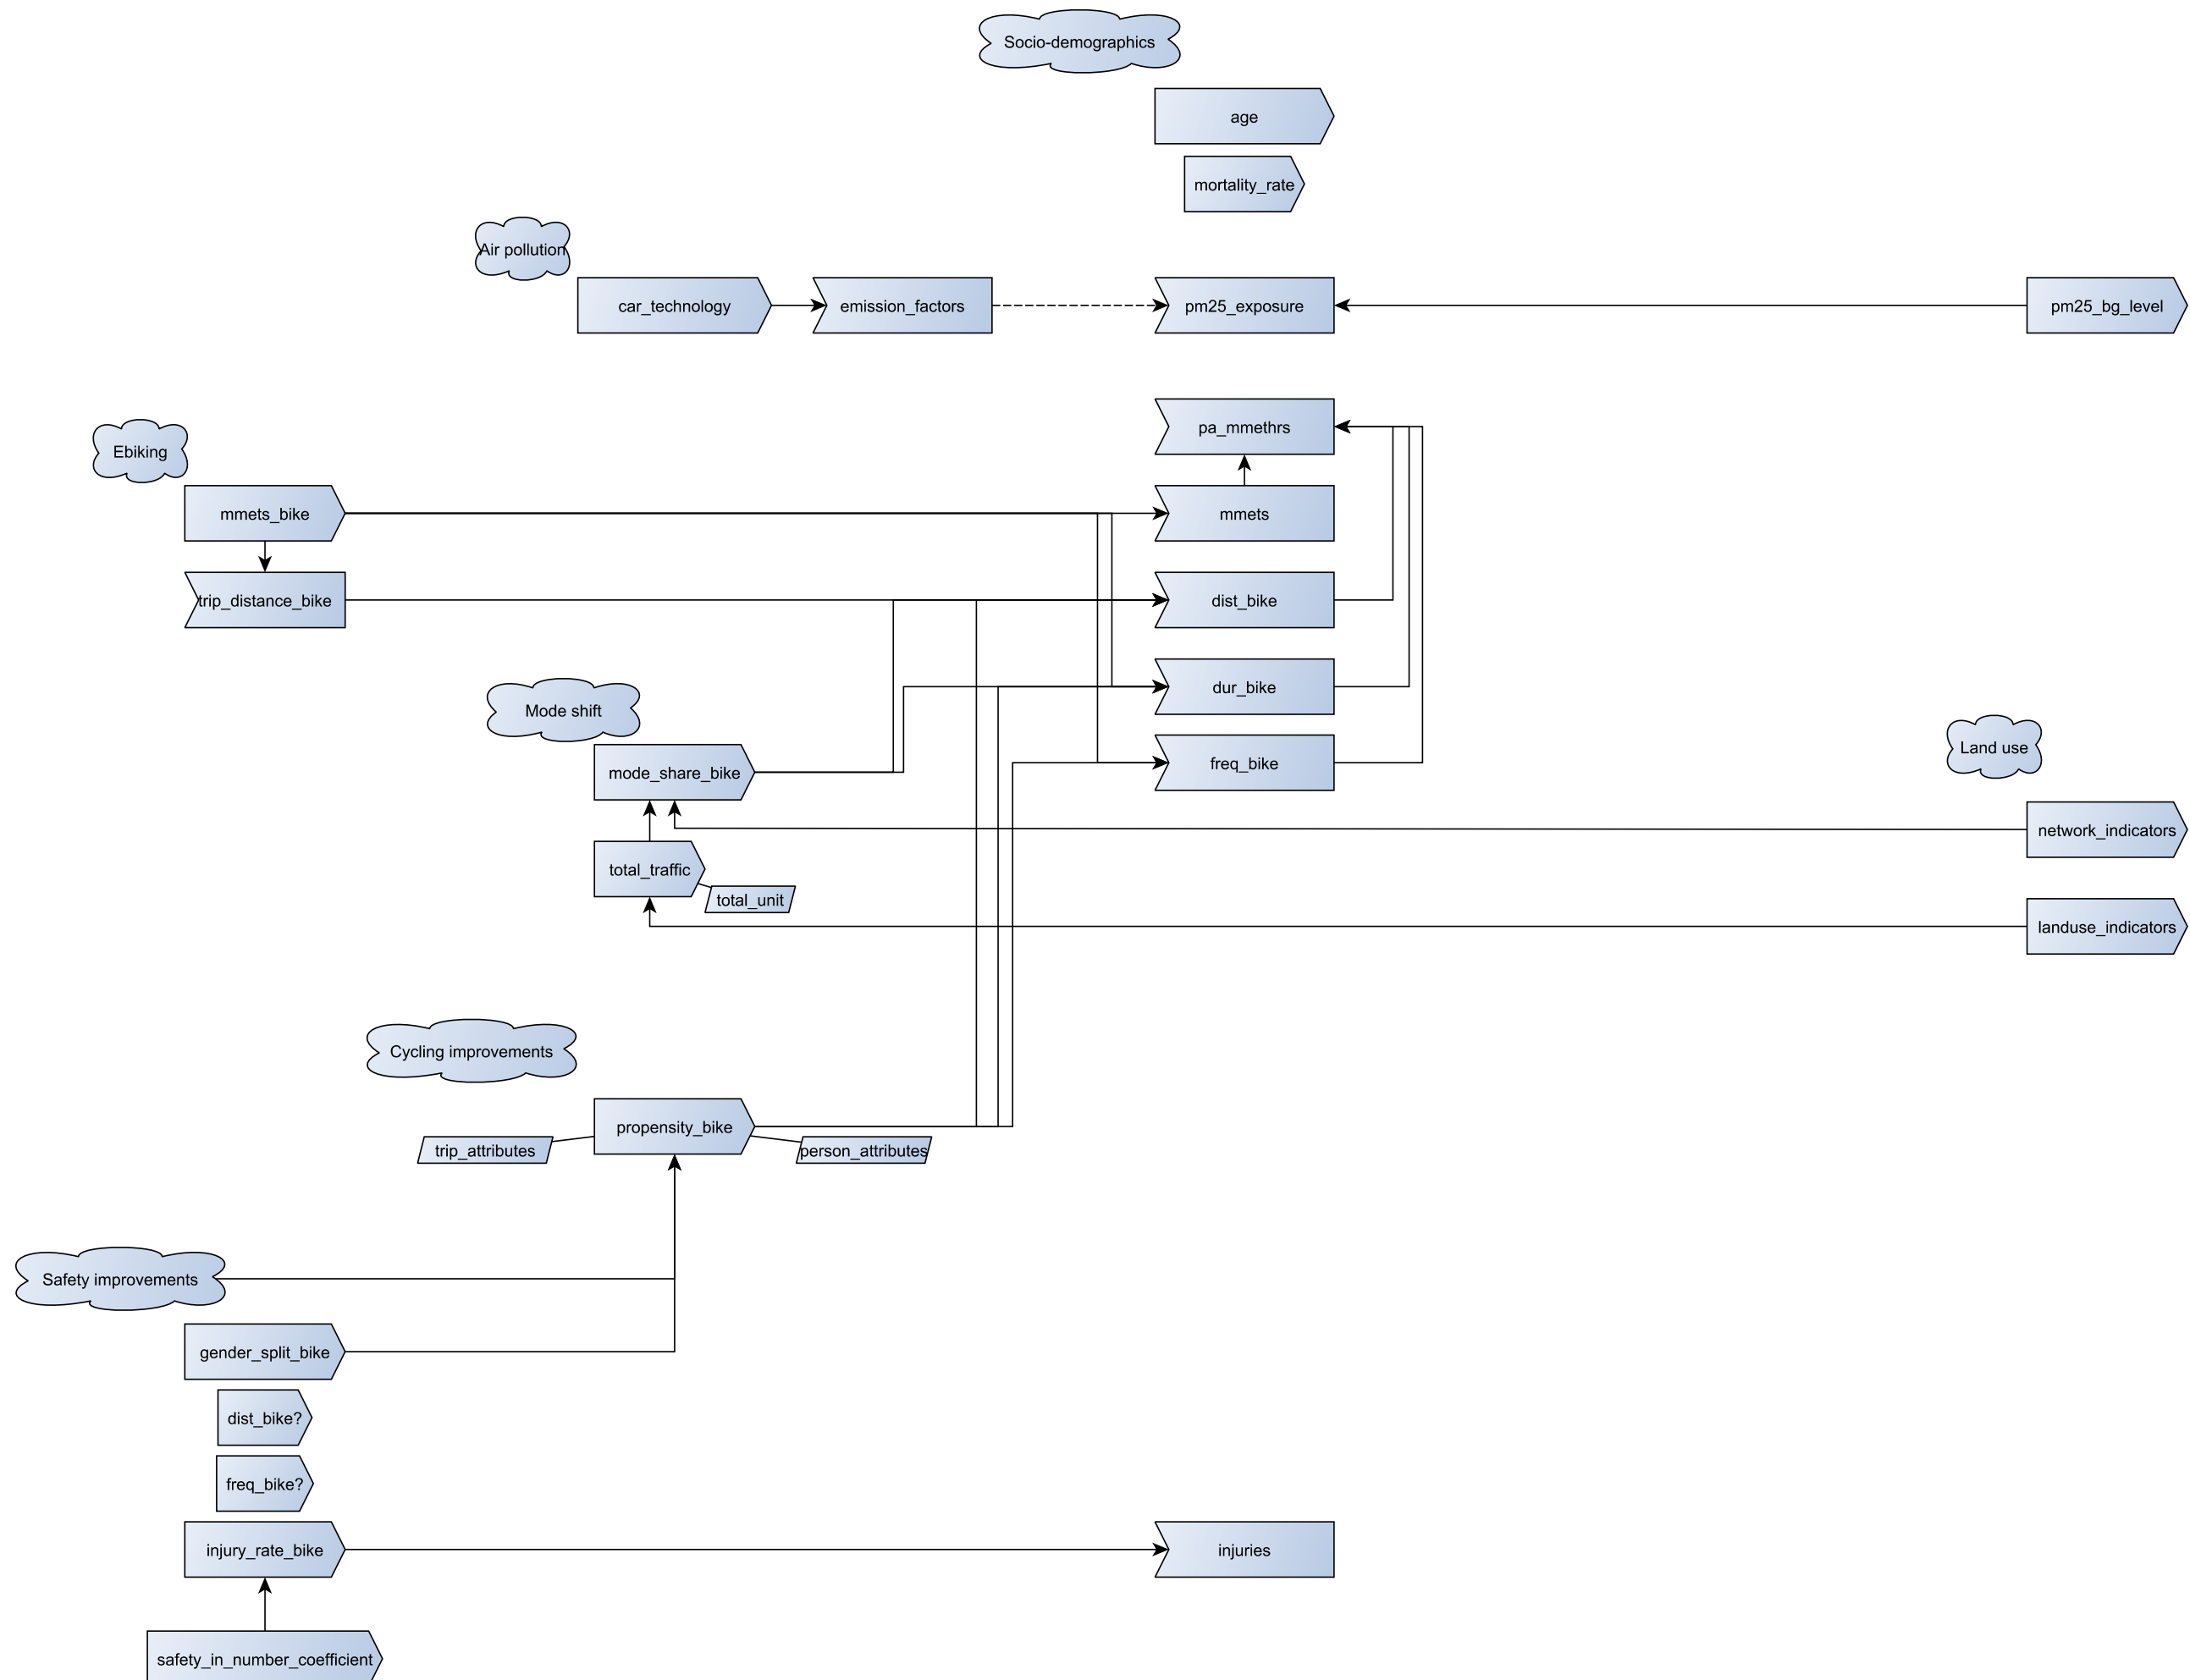 Socio-demographics
age
mortality_rate
Air pollution
car_technology
emission_factors
pm25_exposure
pm25_bg_level
pa_mmethrs
Ebiking
mmets_bike
mmets
trip_distance_bike
dist_bike
dur_bike
Mode shift
freq_bike
Land use
mode_share_bike
network_indicators
total_traffic
total_unit
landuse_indicators
Cycling improvements
propensity_bike
trip_attributes
person_attributes
Safety improvements
gender_split_bike
dist_bike?
freq_bike?
injury_rate_bike
injuries
safety_in_number_coefficient